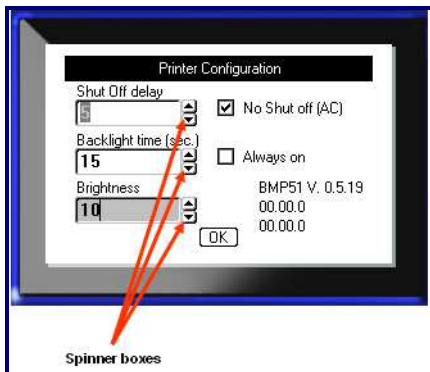 Printer Configuration
Shut Off delay
5
No Shut off (AC)
Backlight time (sec.)
15
Always on
Brightness
10
BMP51 V. 0.5.19
00.00.0
00.00.0
OK
Spinner boxes